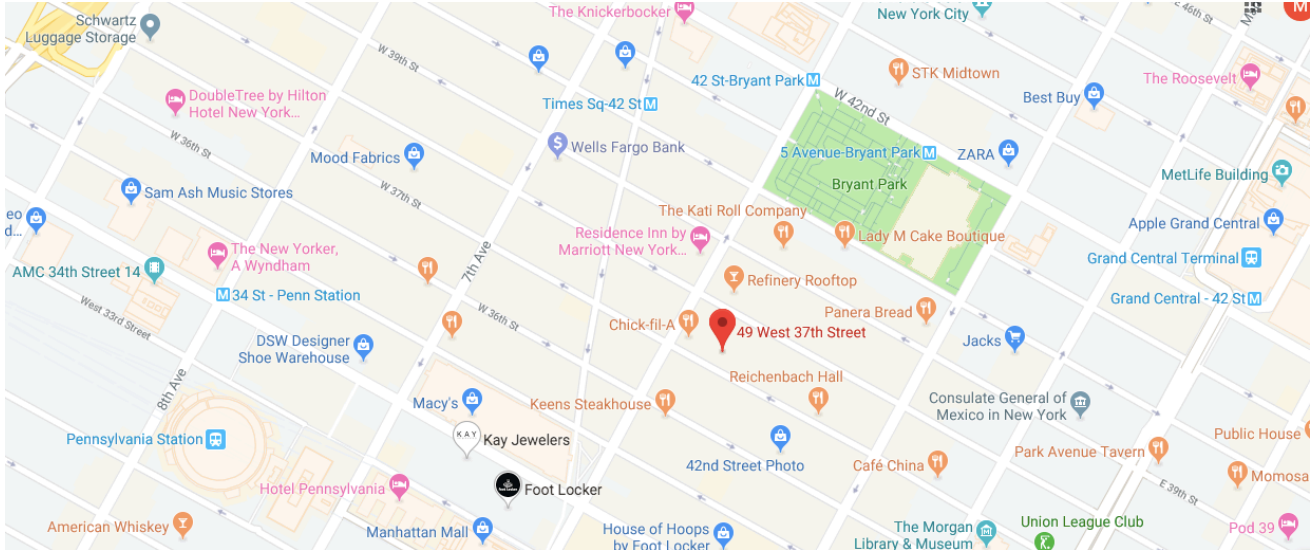 Schwartz
Luggage Storage
The Knickerbocker
New York City
E 46th St
M
W 39th St
42 St-Bryant Park M
STK Midtown
The Roosevelt
DoubleTree by Hilton
Hotel New York...
Times Sq-42 St M
W 42nd St
Best Buy
W 36th St
Mood Fabrics
$ Wells Fargo Bank
5 Avenue-Bryant Park M
ZARA
MetLife Building
Sam Ash Music Stores
W 37th St
Bryant Park
eo
d...
The Kati Roll Company
Apple Grand Central
The New Yorker,
A Wyndham
7th Ave
Residence Inn by
Marriott New York...
Lady M Cake Boutique
Grand Central Terminal
AMC 34th Street 14
Refinery Rooftop
M 34 St - Penn Station
Grand Central - 42 St M
West 33rd Street
W 36th St
Chick-fil-A
49 West 37th Street
Panera Bread
DSW Designer
Shoe Warehouse
Jacks
8th Ave
Reichenbach Hall
Macy's
Keens Steakhouse
Consulate General of
Mexico in New York
KAY
Kay Jewelers
Pennsylvania Station
42nd Street Photo
Café China
Park Avenue Tavern
Public House
Momosa
Hotel Pennsylvania
Foot Locker
E 39th St
American Whiskey
Manhattan Mall
House of Hoops
by Foot Locker
The Morgan
Library & Museum
Union League Club
Pod 39